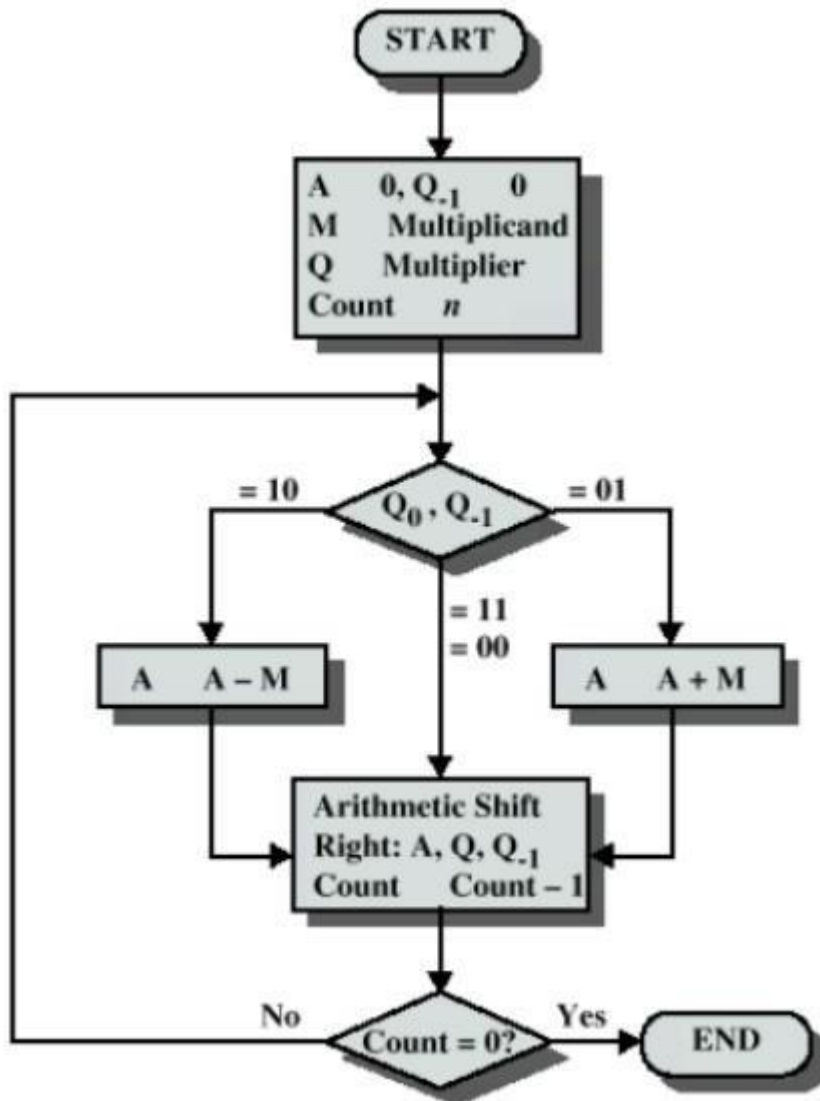 START
A 0, Q-1 0
M Multiplicand
Q Multiplier
Count n
= 10
Q0 , Q-1
= 01
= 11
= 00
A A – M
A A + M
Arithmetic Shift
Right: A, Q, Q-1
Count Count – 1
No
Count = 0?
Yes
END